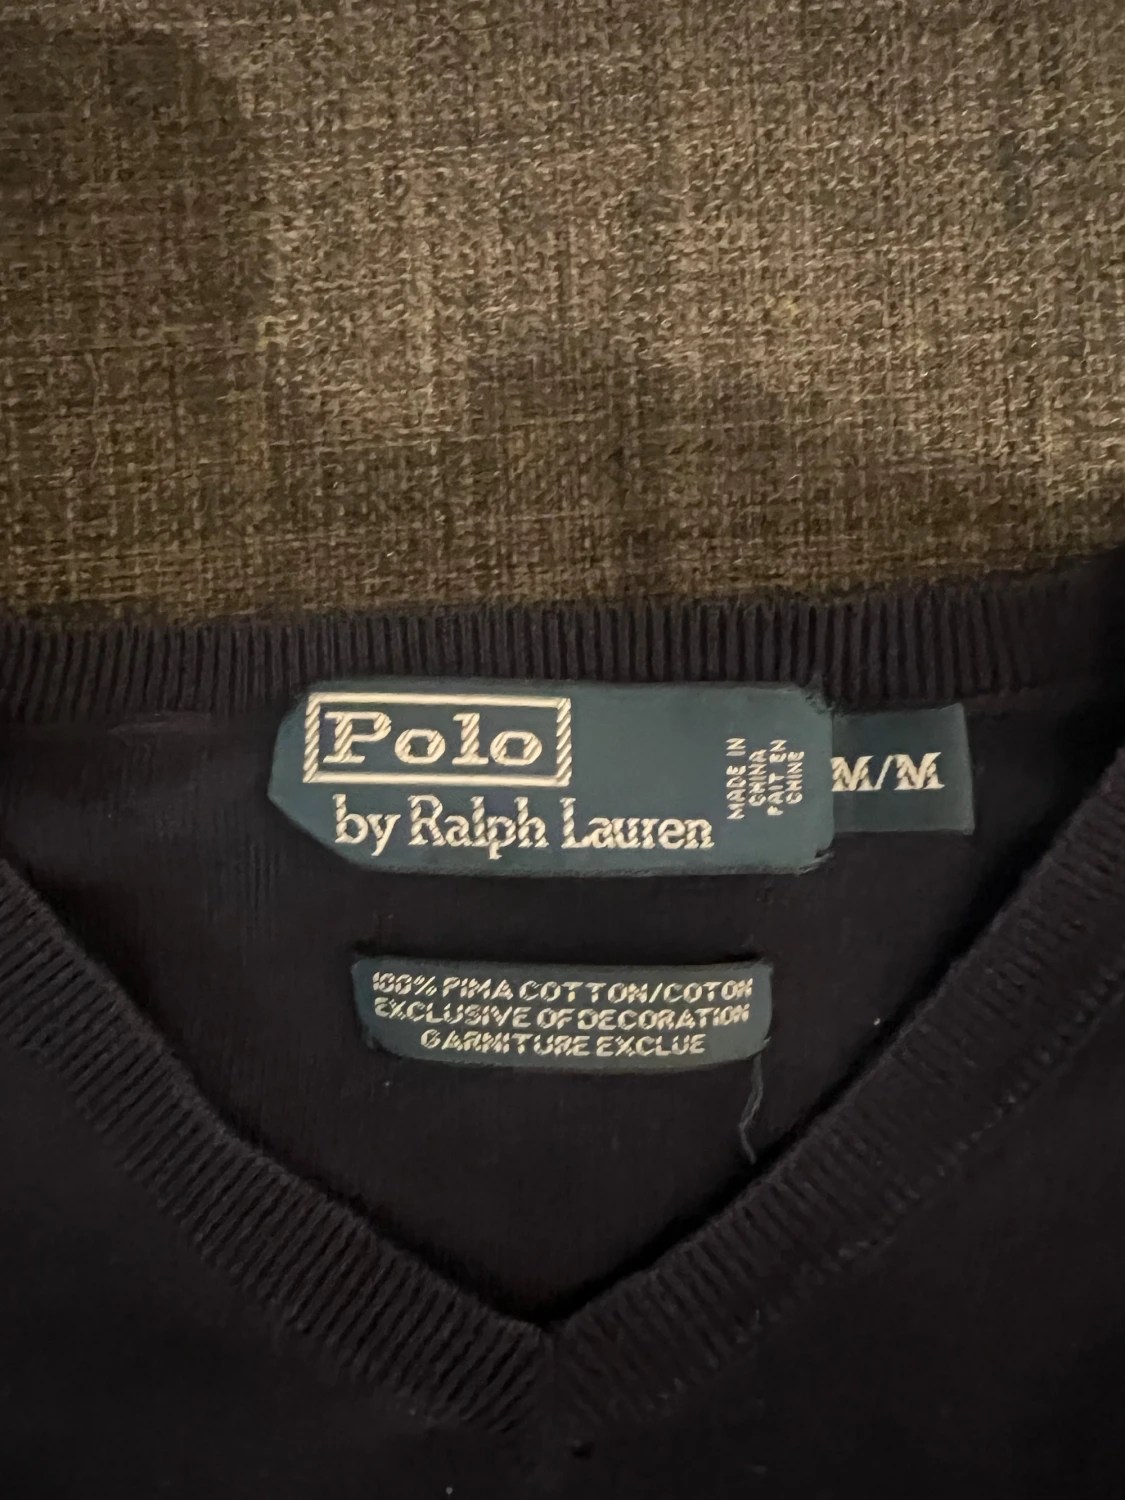 Polo
by Ralph Lauren
MADE IN
CHINA
FAIT EN
CHINE
M/M
100% PIMA COTTON/COTON
EXCLUSIVE OF DECORATION
GARNITURE EXCLUE